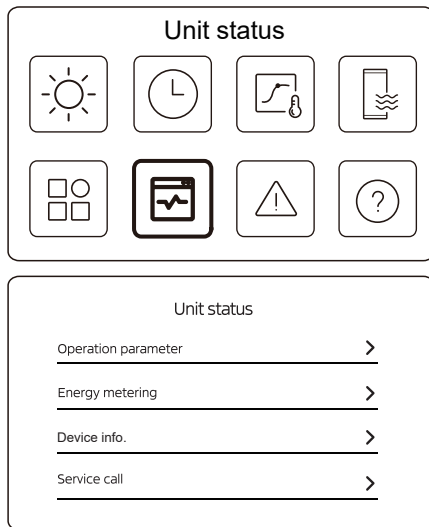 Unit status
Unit status
Operation parameter
Energy metering
Device info.
Service call